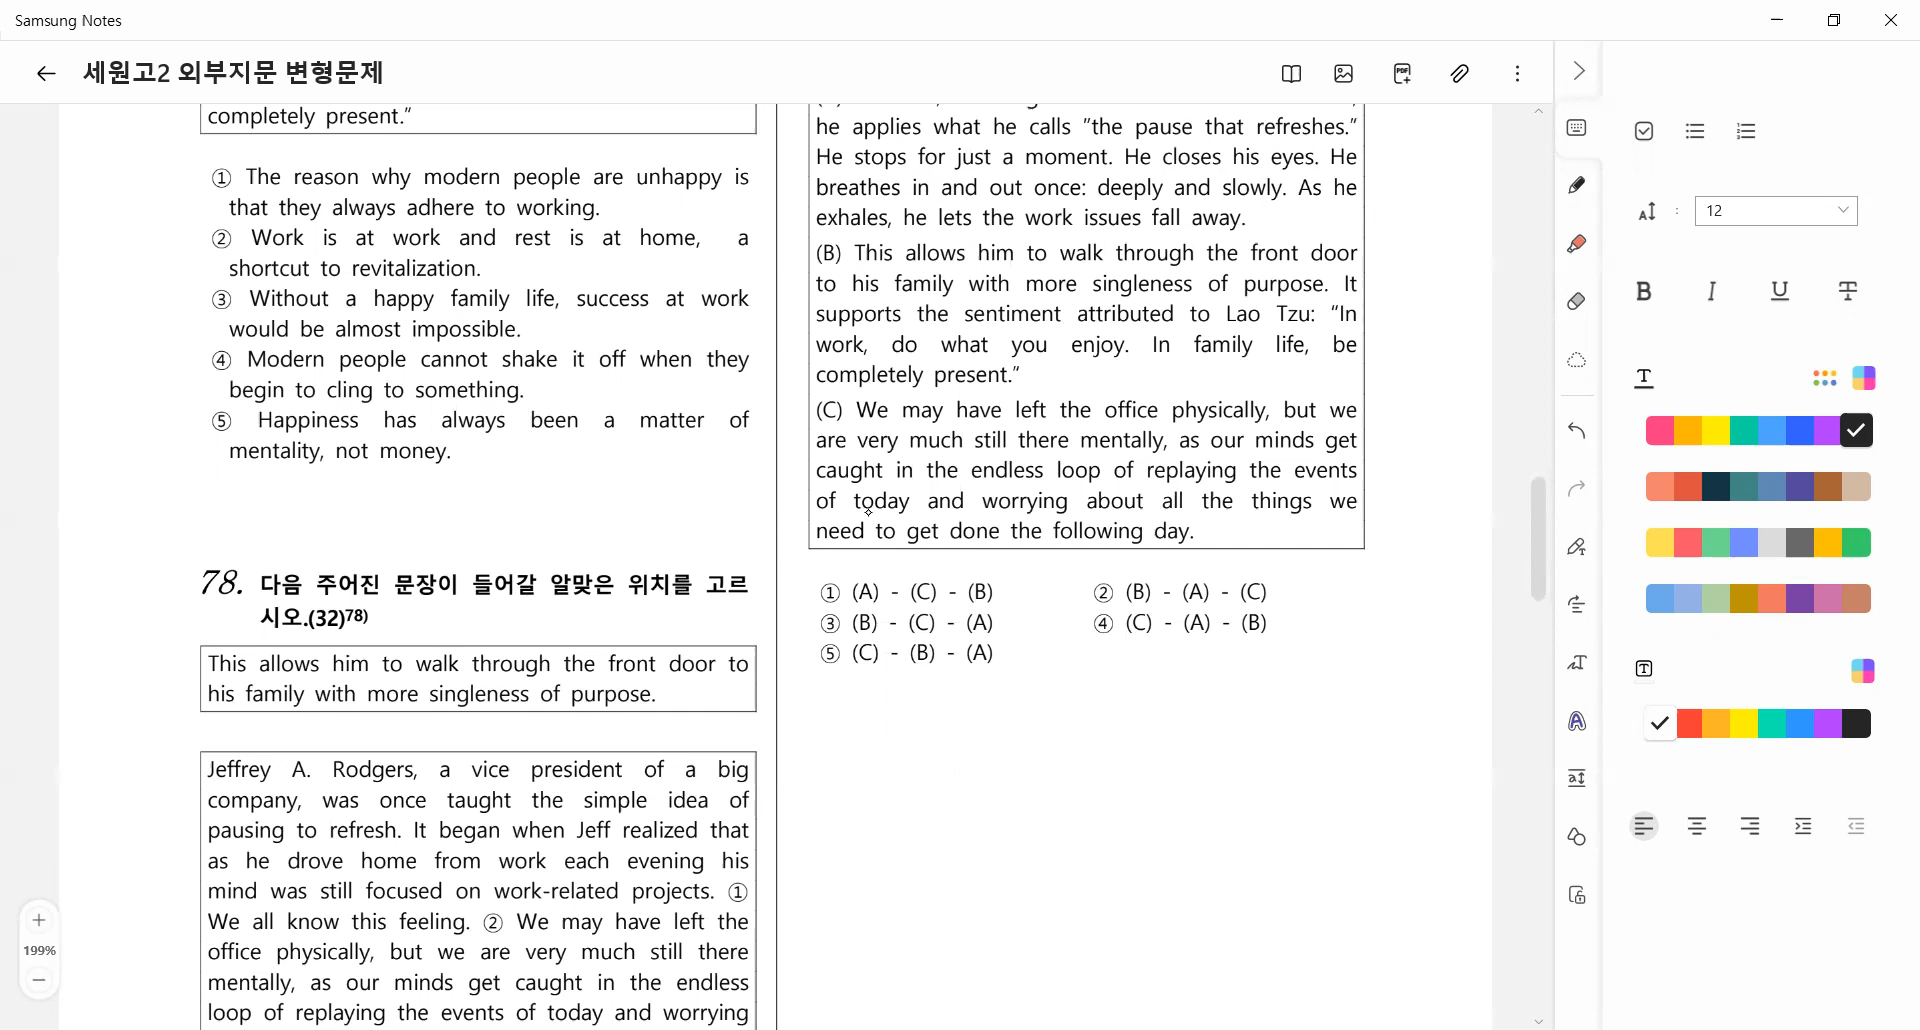 Samsung Notes
세원고2 외부지문 변형문제
completely present."
① The reason why modern people are unhappy is
that they always adhere to working.
② Work is at work and rest is at home, a
shortcut to revitalization.
③ Without a happy family life, success at work
would be almost impossible.
④ Modern people cannot shake it off when they
begin to cling to something.
⑤ Happiness has always been a matter of
mentality, not money.
78. 다음 주어진 문장이 들어갈 알맞은 위치를 고르
시오.(32)78)
This allows him to walk through the front door to
his family with more singleness of purpose.
Jeffrey A. Rodgers, a vice president of a big
company, was once taught the simple idea of
pausing to refresh. It began when Jeff realized that
as he drove home from work each evening his
mind was still focused on work-related projects. ①
We all know this feeling. ② We may have left the
office physically, but we are very much still there
mentally, as our minds get caught in the endless
loop of replaying the events of today and worrying
he applies what he calls "the pause that refreshes."
He stops for just a moment. He closes his eyes. He
breathes in and out once: deeply and slowly. As he
exhales, he lets the work issues fall away.
(B) This allows him to walk through the front door
to his family with more singleness of purpose. It
supports the sentiment attributed to Lao Tzu: "In
work, do what you enjoy. In family life, be
completely present."
(C) We may have left the office physically, but we
are very much still there mentally, as our minds get
caught in the endless loop of replaying the events
of today and worrying about all the things we
need to get done the following day.
① (A) - (C) - (B) ② (B) - (A) - (C)
③ (B) - (C) - (A) ④ (C) - (A) - (B)
⑤ (C) - (B) - (A)
199%
PDF
12
B I U T